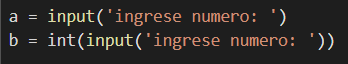 a = input('ingrese numero: ')
b = int(input('ingrese numero: '))